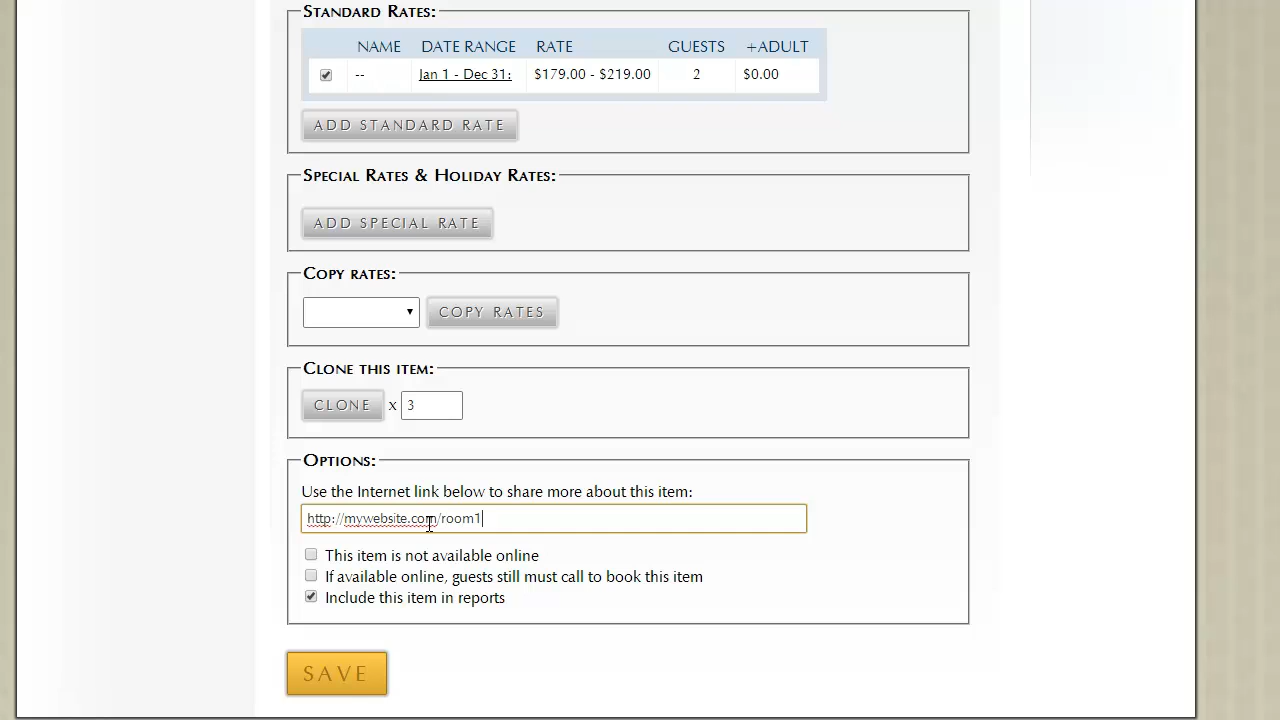 STANDARD RATES:
NAME DATE RANGE RATE GUESTS +ADULT
-- Jan 1 - Dec 31: $179.00 - $219.00 2 $0.00
ADD STANDARD RATE
SPECIAL RATES & HOLIDAY RATES:
ADD SPECIAL RATE
COPY RATES:
COPY RATES
CLONE THIS ITEM:
CLONE x 3
OPTIONS:
Use the Internet link below to share more about this item:
http://mywebsite.com/room1
This item is not available online
If available online, guests still must call to book this item
Include this item in reports
SAVE